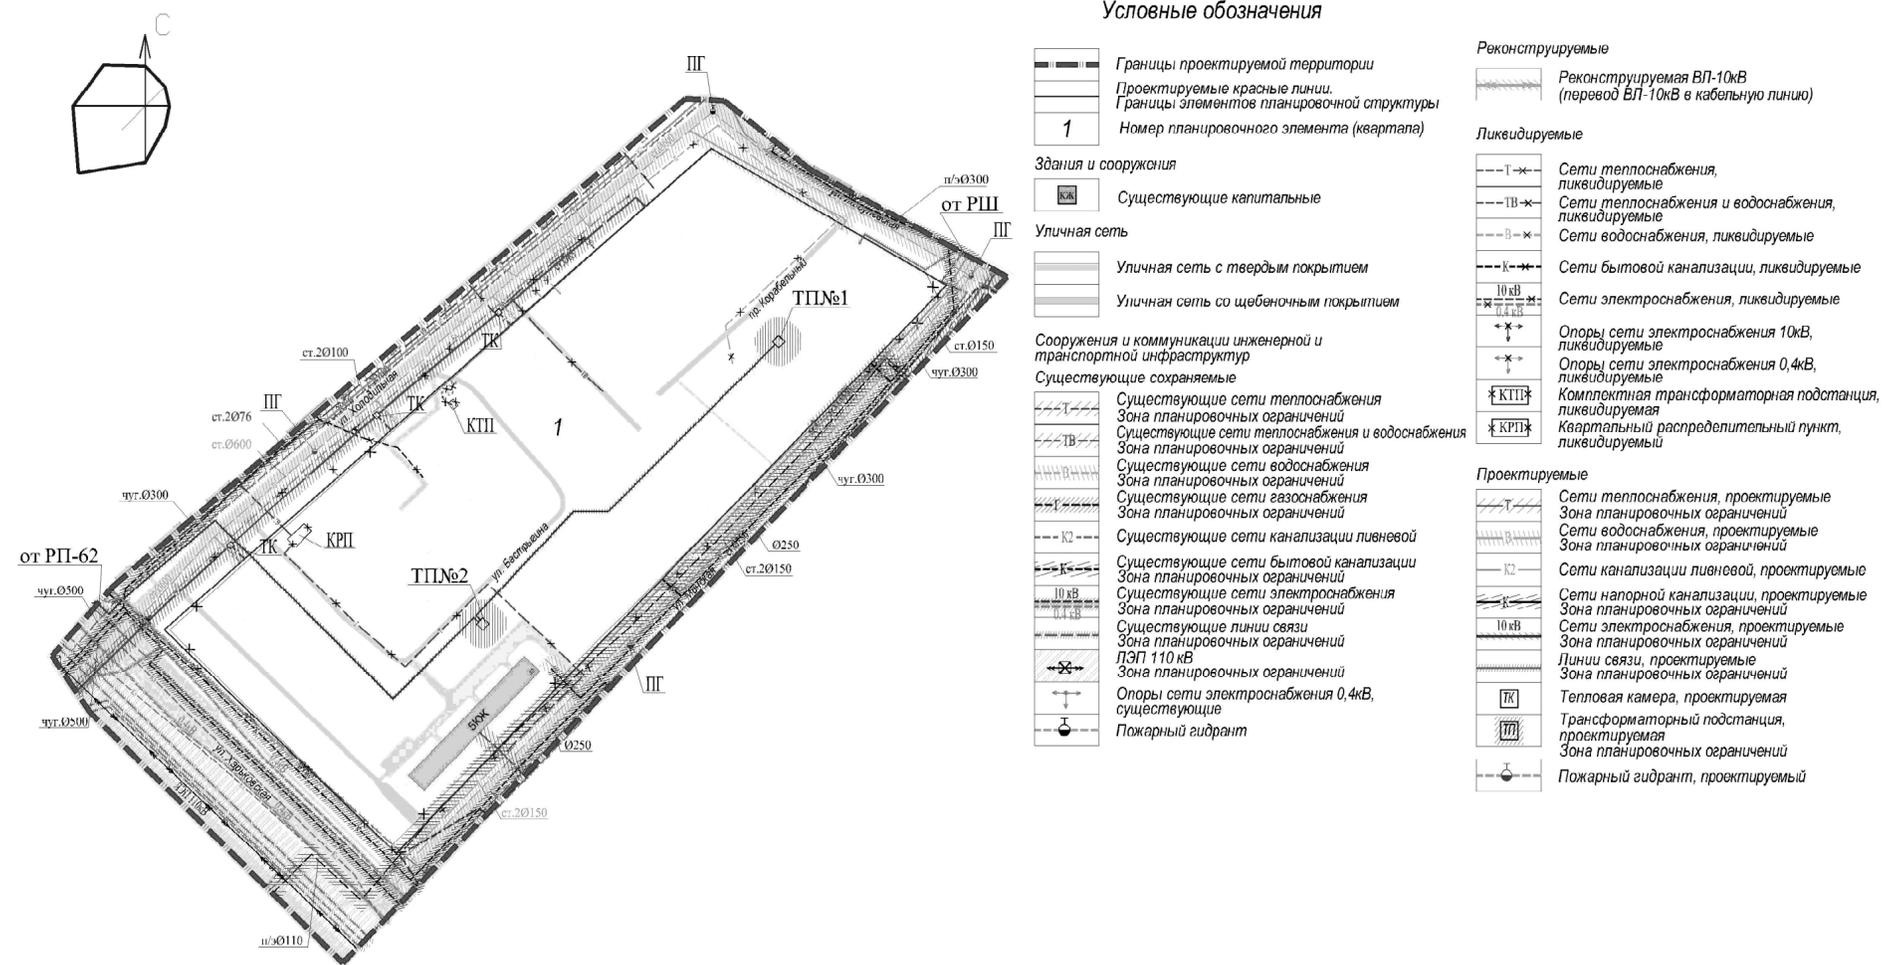 С
ПГ
п/эØ300
от РШ
ПГ
пр. Корабельный
ТП№1
ст.Ø150
чуг.Ø300
ТК
ст.2Ø100
ул. Холодильная
ПГ
ТК
ст.2Ø76
КТП
1
ст.Ø600
чуг.Ø300
чуг.Ø300
КРП
ТК
от РП-62
ул. Бастрыгина
Ø250
ст.2Ø150
ТП№2
чуг.Ø500
ПГ
чуг.Ø500
5КЖ
Ø250
ул. Харьковская
ст.2Ø150
п/эØ110
Условные обозначения
Границы проектируемой территории
Проектируемые красные линии.
Границы элементов планировочной структуры
1 Номер планировочного элемента (квартала)
Здания и сооружения
КЖ Существующие капитальные
Уличная сеть
Уличная сеть с твердым покрытием
Уличная сеть со щебеночным покрытием
Сооружения и коммуникации инженерной и
транспортной инфраструктур
Существующие сохраняемые
Т Существующие сети теплоснабжения
Зона планировочных ограничений
ТВ Существующие сети теплоснабжения и водоснабжения
Зона планировочных ограничений
В Существующие сети водоснабжения
Зона планировочных ограничений
Г Существующие сети газоснабжения
Зона планировочных ограничений
К2 Существующие сети канализации ливневой
К Существующие сети бытовой канализации
Зона планировочных ограничений
10 кВ Существующие сети электроснабжения
0.4 кВ Зона планировочных ограничений
Существующие линии связи
Зона планировочных ограничений
ЛЭП 110 кВ
Зона планировочных ограничений
Опоры сети электроснабжения 0,4кВ,
существующие
Пожарный гидрант
Реконструируемые
Реконструируемая ВЛ-10кВ
(перевод ВЛ-10кВ в кабельную линию)
Ликвидируемые
Т Сети теплоснабжения,
ликвидируемые
ТВ Сети теплоснабжения и водоснабжения,
ликвидируемые
В Сети водоснабжения, ликвидируемые
К Сети бытовой канализации, ликвидируемые
10 кВ Сети электроснабжения, ликвидируемые
0.4 кВ
Опоры сети электроснабжения 10кВ,
ликвидируемые
Опоры сети электроснабжения 0,4кВ,
ликвидируемые
КТП Комплектная трансформаторная подстанция,
ликвидируемая
КРП Квартальный распределительный пункт,
ликвидируемый
Проектируемые
Т Сети теплоснабжения, проектируемые
Зона планировочных ограничений
В Сети водоснабжения, проектируемые
Зона планировочных ограничений
К2 Сети канализации ливневой, проектируемые
К Сети напорной канализации, проектируемые
Зона планировочных ограничений
10 кВ Сети электроснабжения, проектируемые
Зона планировочных ограничений
Линии связи, проектируемые
Зона планировочных ограничений
ТК Тепловая камера, проектируемая
ТП Трансформаторный подстанция,
проектируемая
Зона планировочных ограничений
Пожарный гидрант, проектируемый